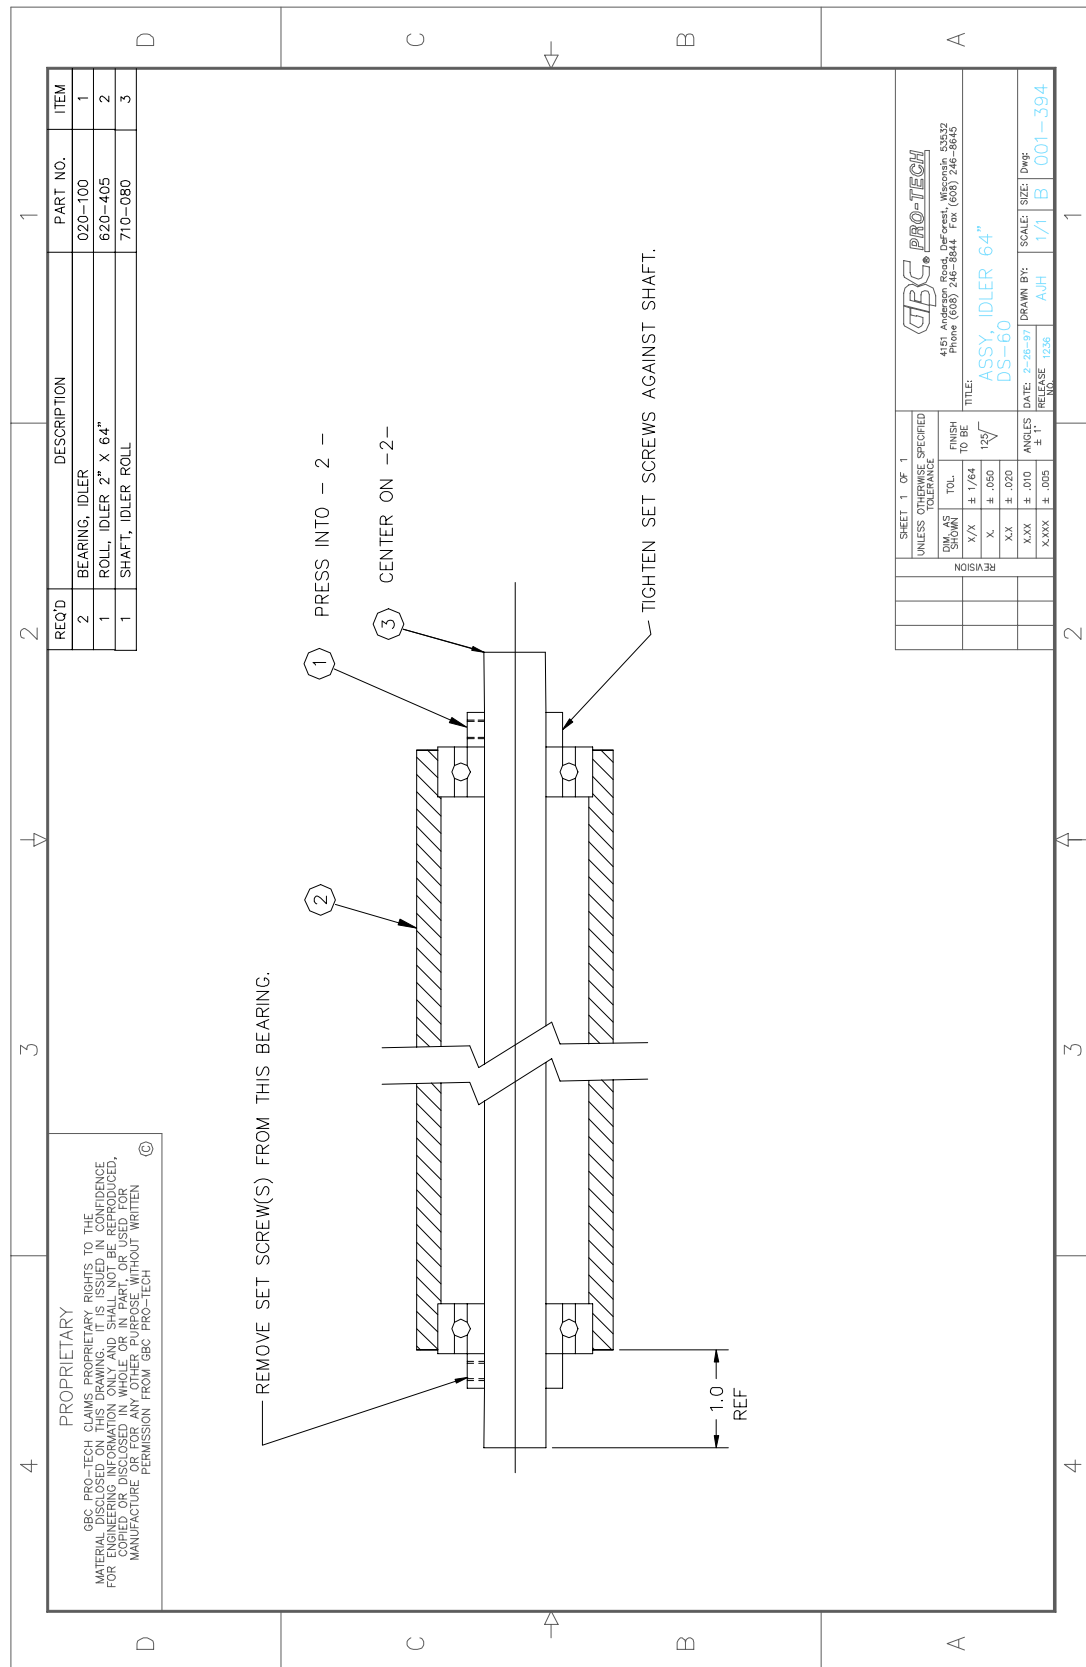 4
3
2
1
D
C
B
A
PROPRIETARY
GBC PRO-TECH CLAIMS PROPRIETARY RIGHTS TO THE
MATERIAL DISCLOSED ON THIS DRAWING. IT IS ISSUED IN CONFIDENCE
FOR ENGINEERING INFORMATION ONLY AND SHALL NOT BE REPRODUCED,
COPIED OR DISCLOSED IN WHOLE OR IN PART, OR USED FOR
MANUFACTURE OR FOR ANY OTHER PURPOSE WITHOUT WRITTEN
PERMISSION FROM GBC PRO-TECH
©
REQ'D DESCRIPTION PART NO. ITEM
2 BEARING, IDLER 020-100 1
1 ROLL, IDLER 2" X 64" 620-405 2
1 SHAFT, IDLER ROLL 710-080 3
REMOVE SET SCREW(S) FROM THIS BEARING.
2
1
PRESS INTO - 2 -
3
CENTER ON -2-
TIGHTEN SET SCREWS AGAINST SHAFT.
1.0
REF
REVISION
SHEET 1 OF 1
UNLESS OTHERWISE SPECIFIED
TOLERANCE
DIM. AS SHOWN TOL. FINISH TO BE
X/X ± 1/64 125
X. ± .050
X.X ± .020
X.XX ± .010 ANGLES ± 1°
X.XXX ± .005
GBC® PRO-TECH
4151 Anderson Road, DeForest, Wisconsin 53532
Phone (608) 246-8844 Fax (608) 246-8645
TITLE:
ASSY, IDLER 64"
DS-60
DATE: 2-26-97
RELEASE NO. 1236
DRAWN BY: AJH
SCALE: 1/1
SIZE: B
Dwg: 001-394
D
C
B
A
4
3
2
1